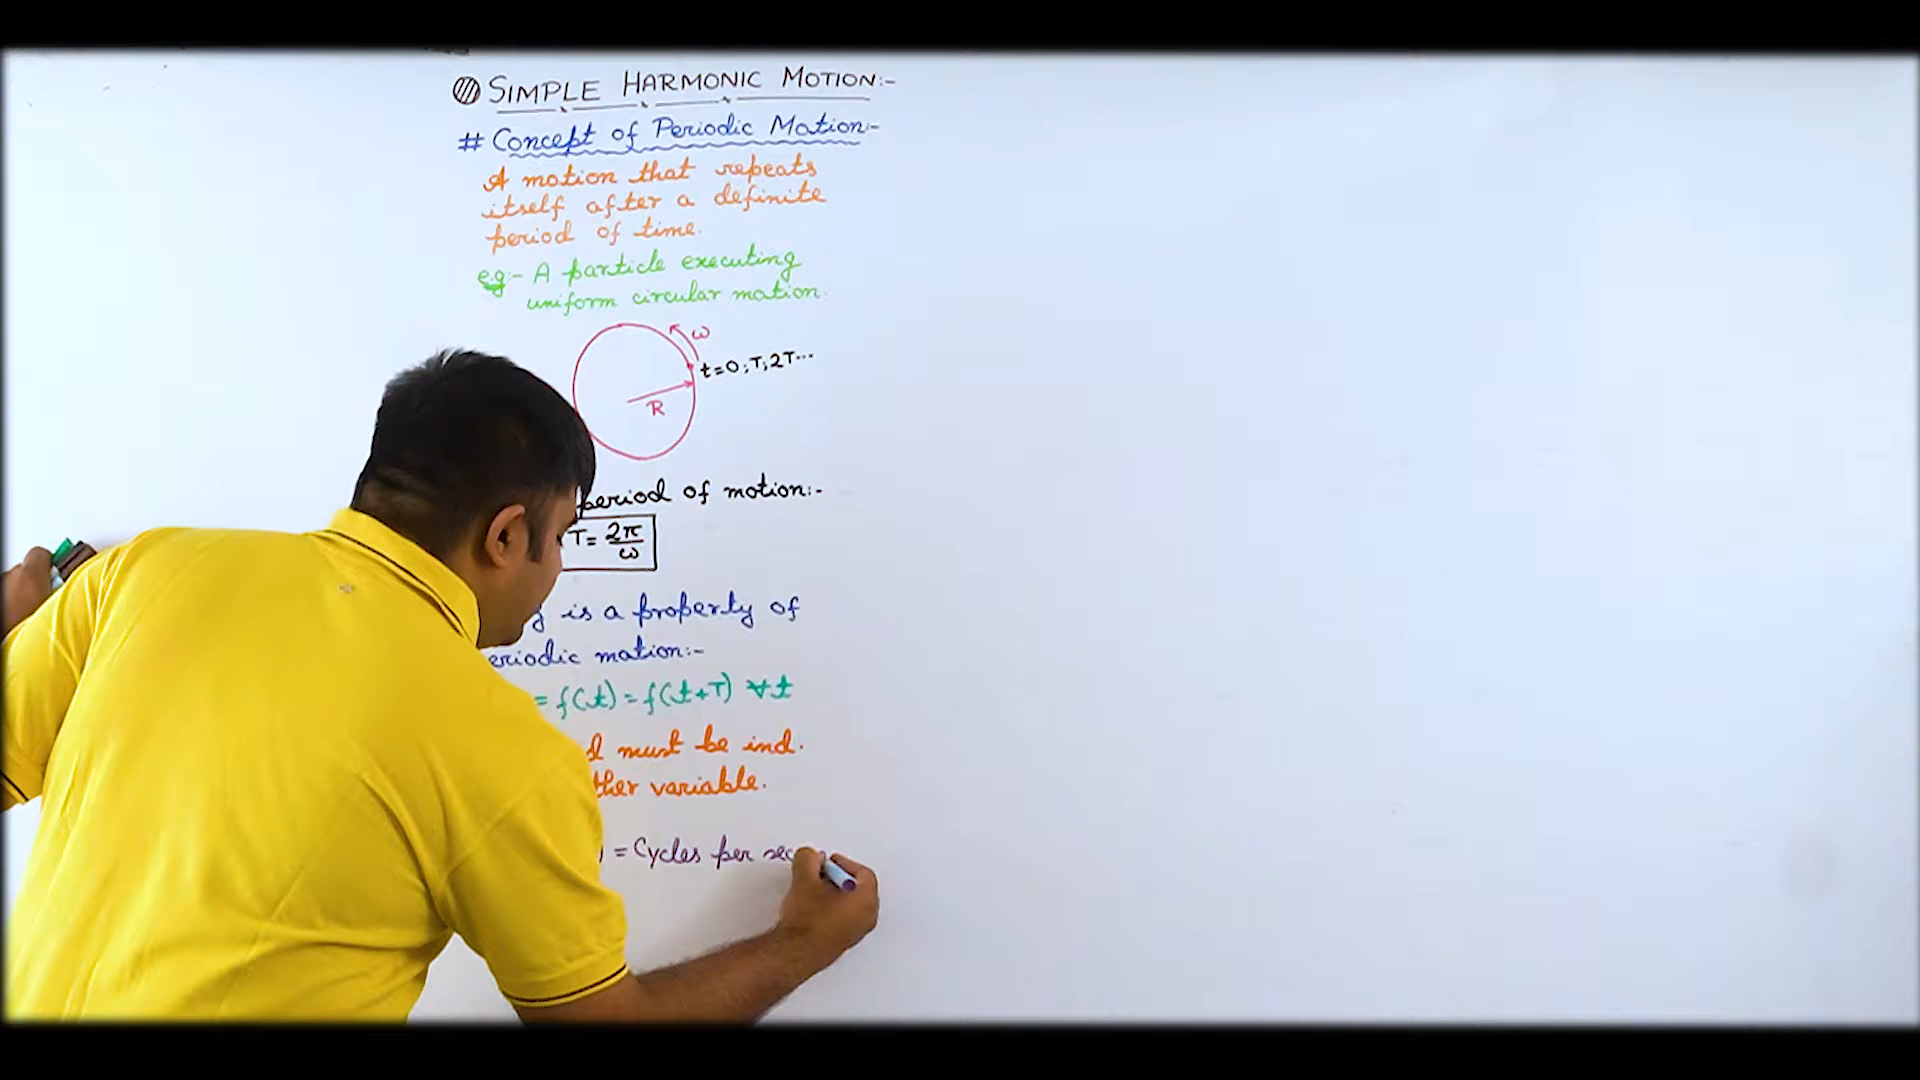 SIMPLE HARMONIC MOTION:-
# Concept of Periodic Motion:-
A motion that repeats
itself after a definite
period of time.
e.g:- A particle executing
uniform circular motion.
ω
t=0;T;2T...
R
period of motion:-
T= 2π/ω
is a property of
eriodic motion:-
=f(t)=f(t+T) ∀t
must be ind.
ther variable.
= Cycles per sec